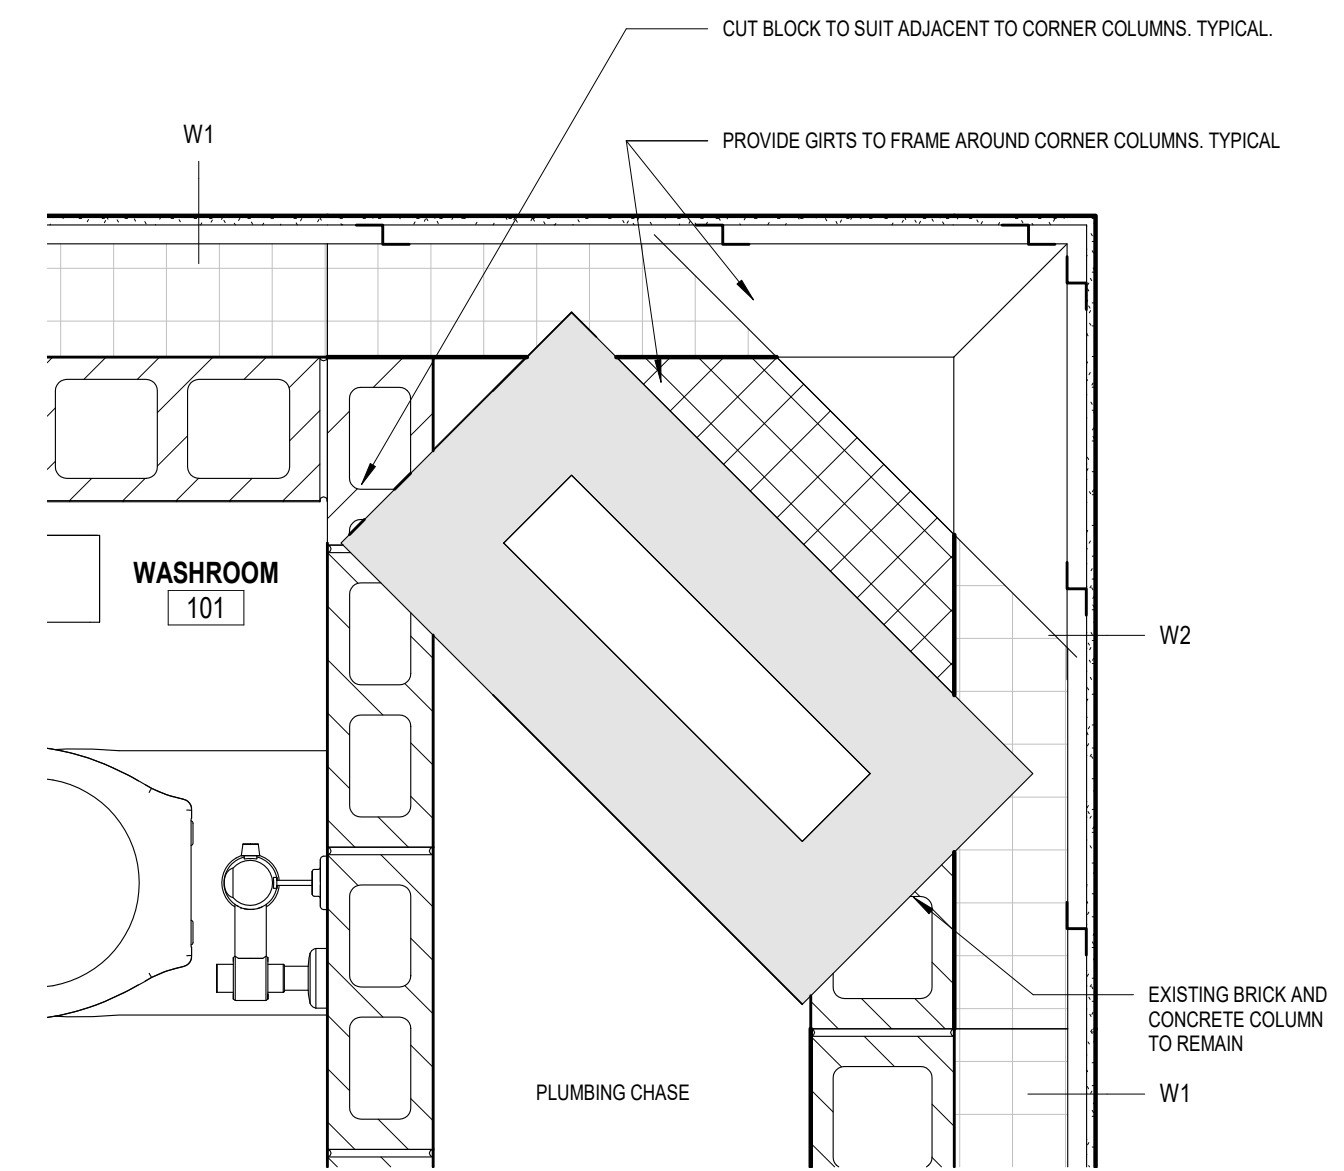 CUT BLOCK TO SUIT ADJACENT TO CORNER COLUMNS. TYPICAL.
W1
PROVIDE GIRTS TO FRAME AROUND CORNER COLUMNS. TYPICAL
WASHROOM
101
W2
EXISTING BRICK AND
CONCRETE COLUMN
TO REMAIN
PLUMBING CHASE
W1